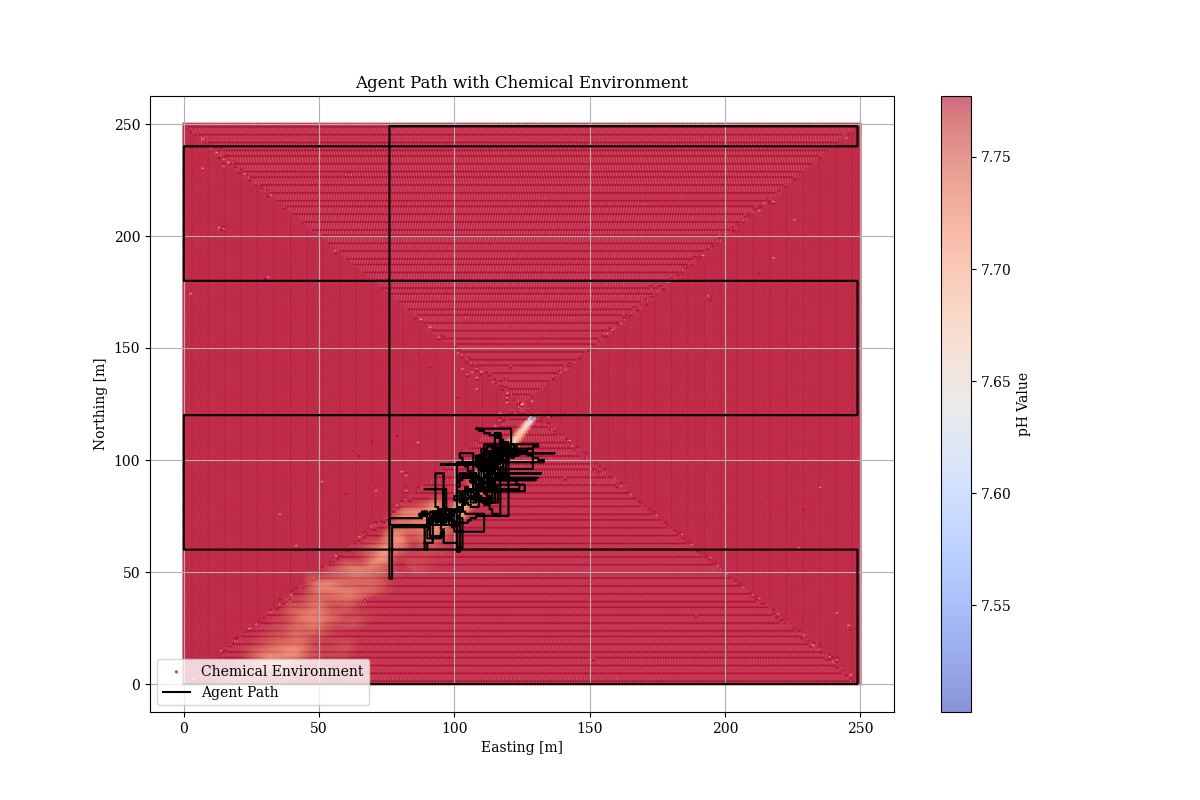 Agent Path with Chemical Environment
250
200
150
100
50
0
Northing [m]
0 50 100 150 200 250
Easting [m]
Chemical Environment
Agent Path
7.75
7.70
7.65
7.60
7.55
pH Value